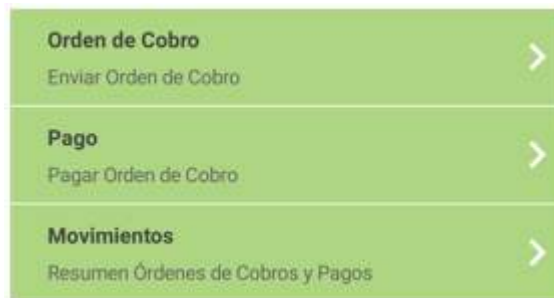 Orden de Cobro
Enviar Orden de Cobro
Pago
Pagar Orden de Cobro
Movimientos
Resumen Órdenes de Cobros y Pagos